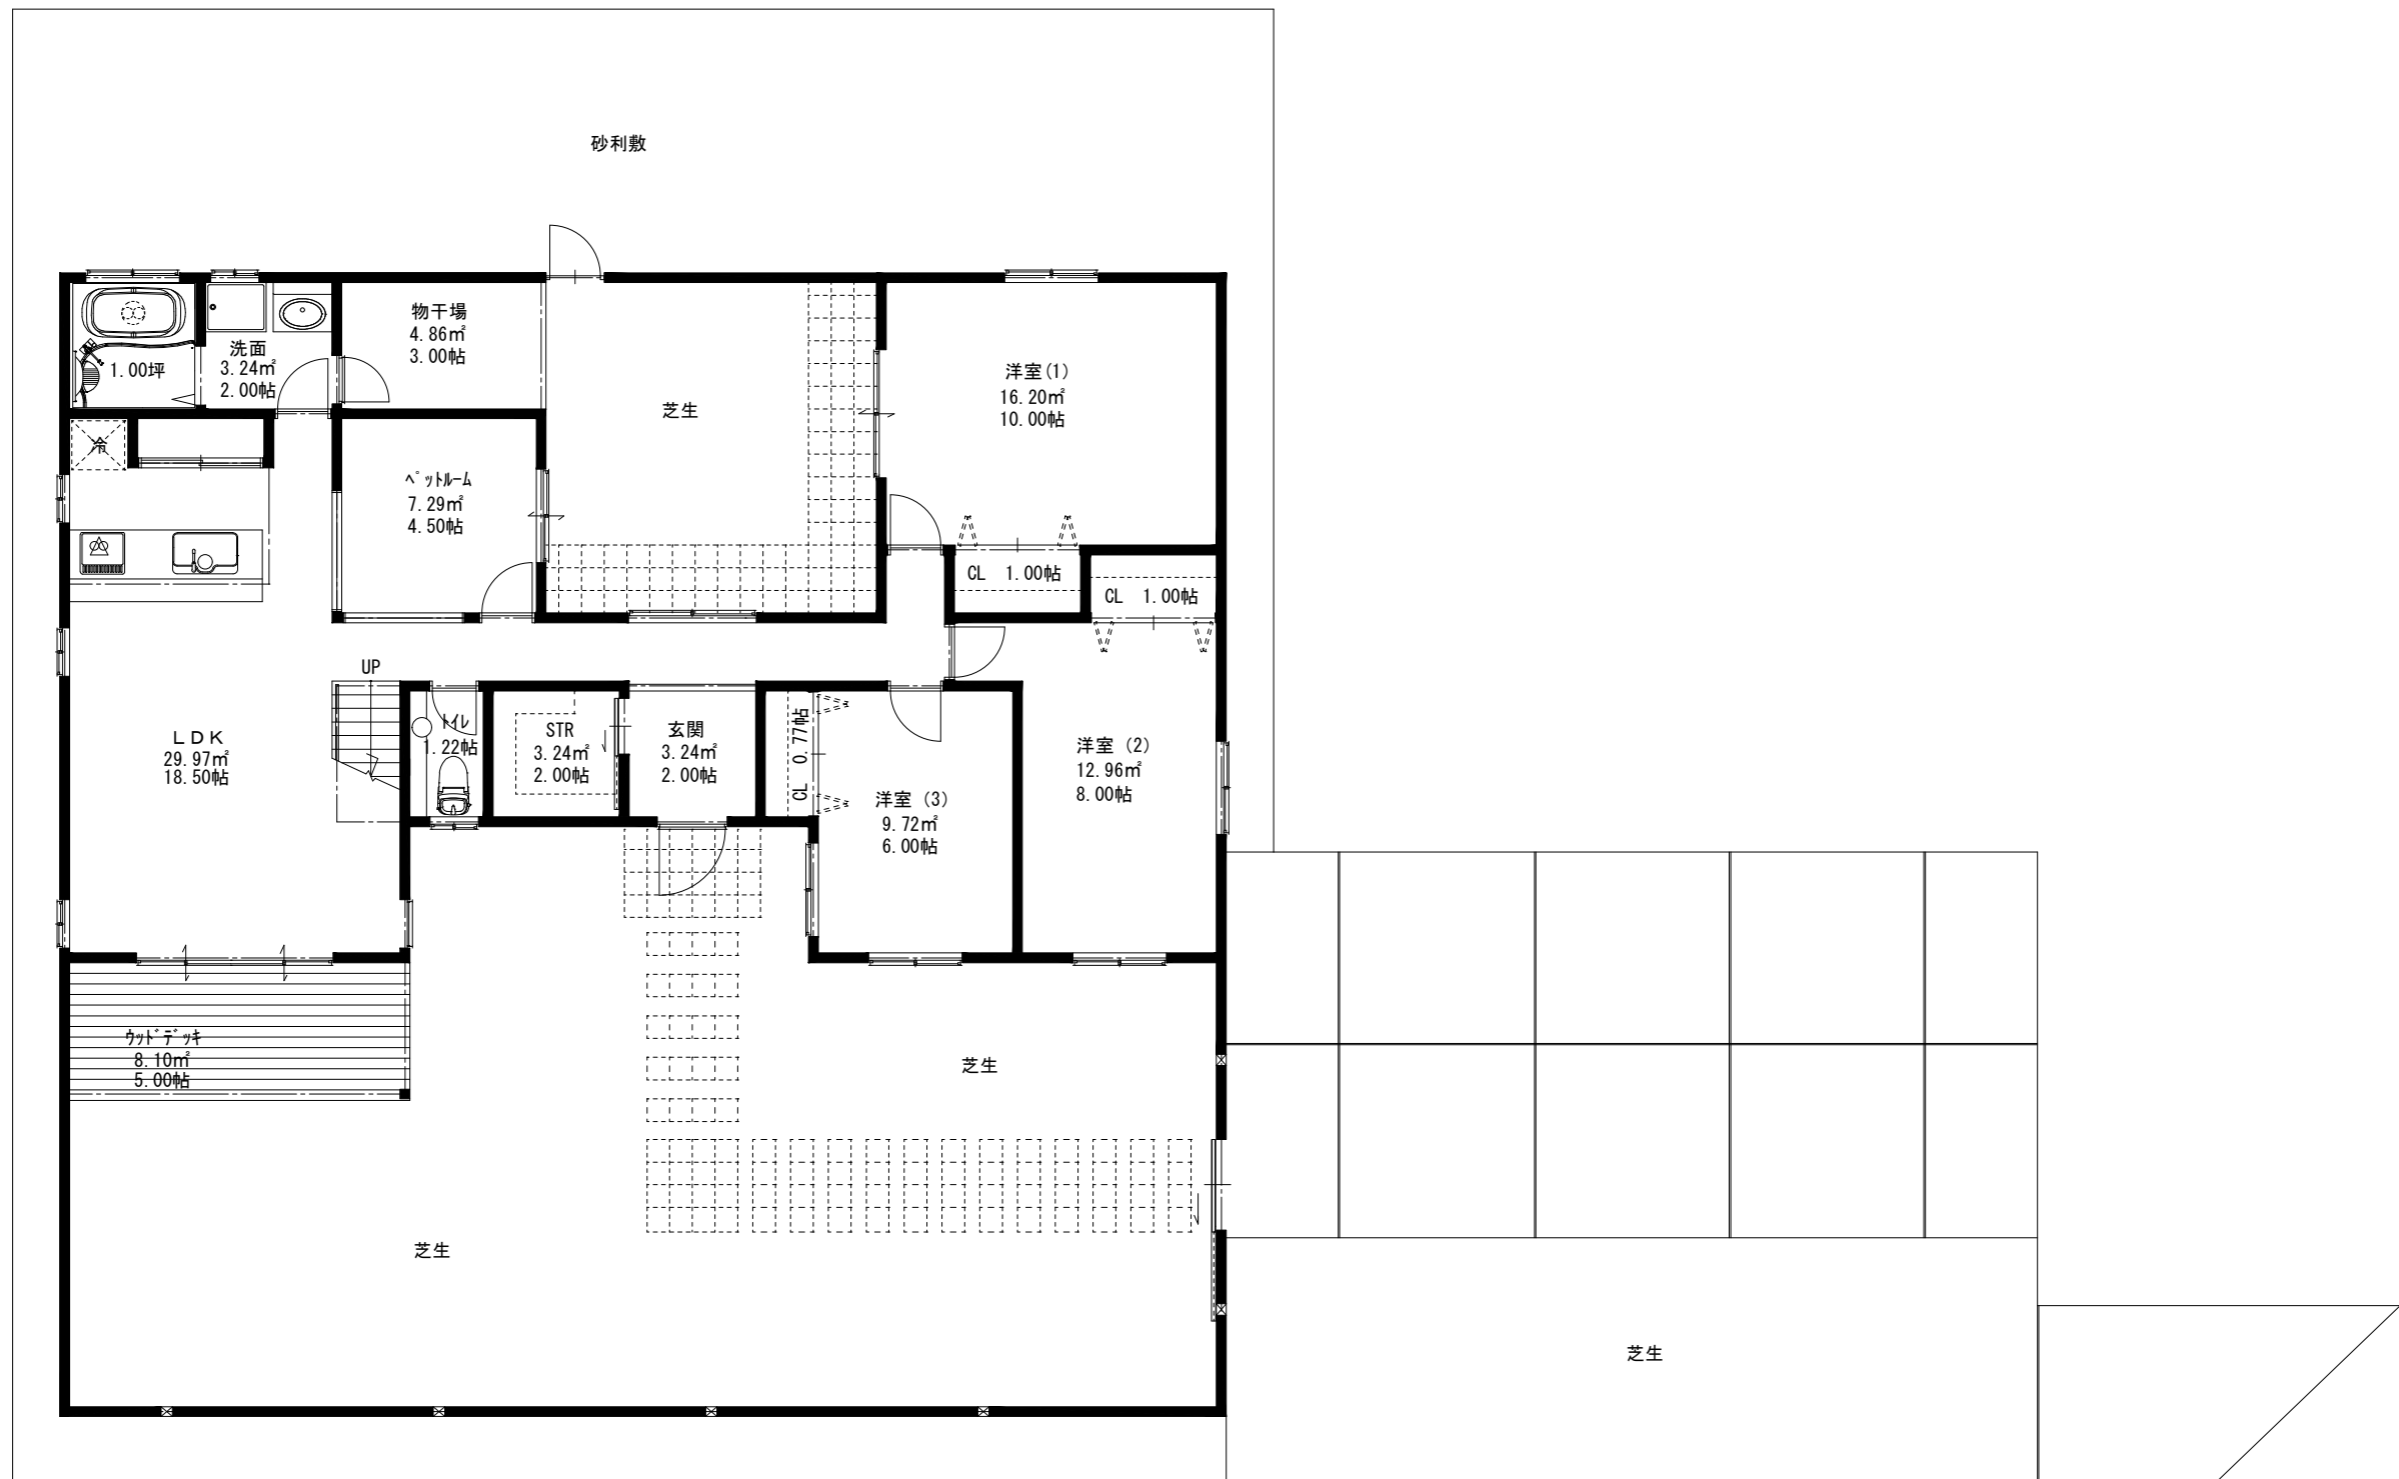 砂利敷
物干場
4.86㎡
3.00帖
洗面
3.24㎡
2.00帖
1.00坪
洋室(1)
16.20㎡
10.00帖
芝生
冷
ﾍﾟｯﾄﾙｰﾑ
7.29㎡
4.50帖
CL 1.00帖
CL 1.00帖
UP
ＬＤＫ
29.97㎡
18.50帖
ﾄｲﾚ
1.22帖
STR
3.24㎡
2.00帖
玄関
3.24㎡
2.00帖
CL 0.77帖
洋室 (3)
9.72㎡
6.00帖
洋室 (2)
12.96㎡
8.00帖
ｳｯﾄﾞﾃﾞｯｷ
8.10㎡
5.00帖
芝生
芝生
芝生